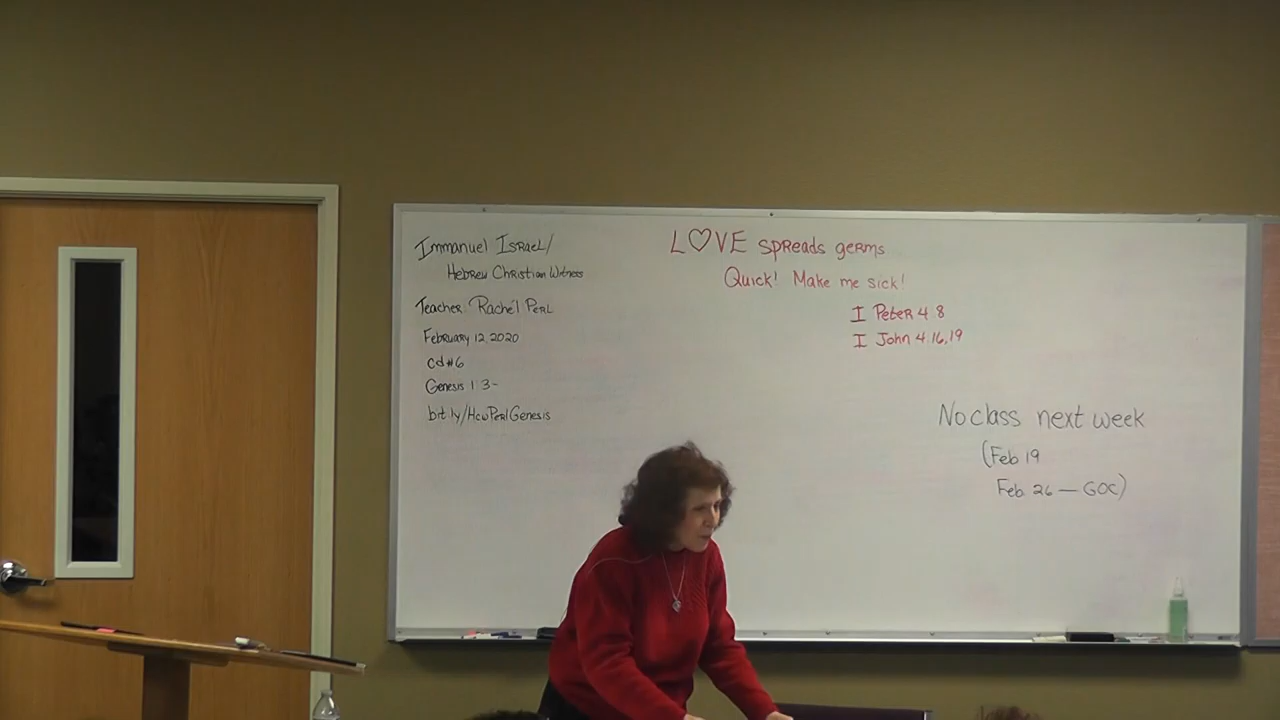 Immanuel Israel/
Hebrew Christian Witness
Teacher: Rachel Perl
February 12, 2020
Cd#6
Genesis 1:3-
bit.ly/HcwPerlGenesis
L♡VE spreads germs
Quick! Make me sick!
I Peter 4:8
I John 4:16,19
No class next week
(Feb 19
Feb. 26 — GOC)